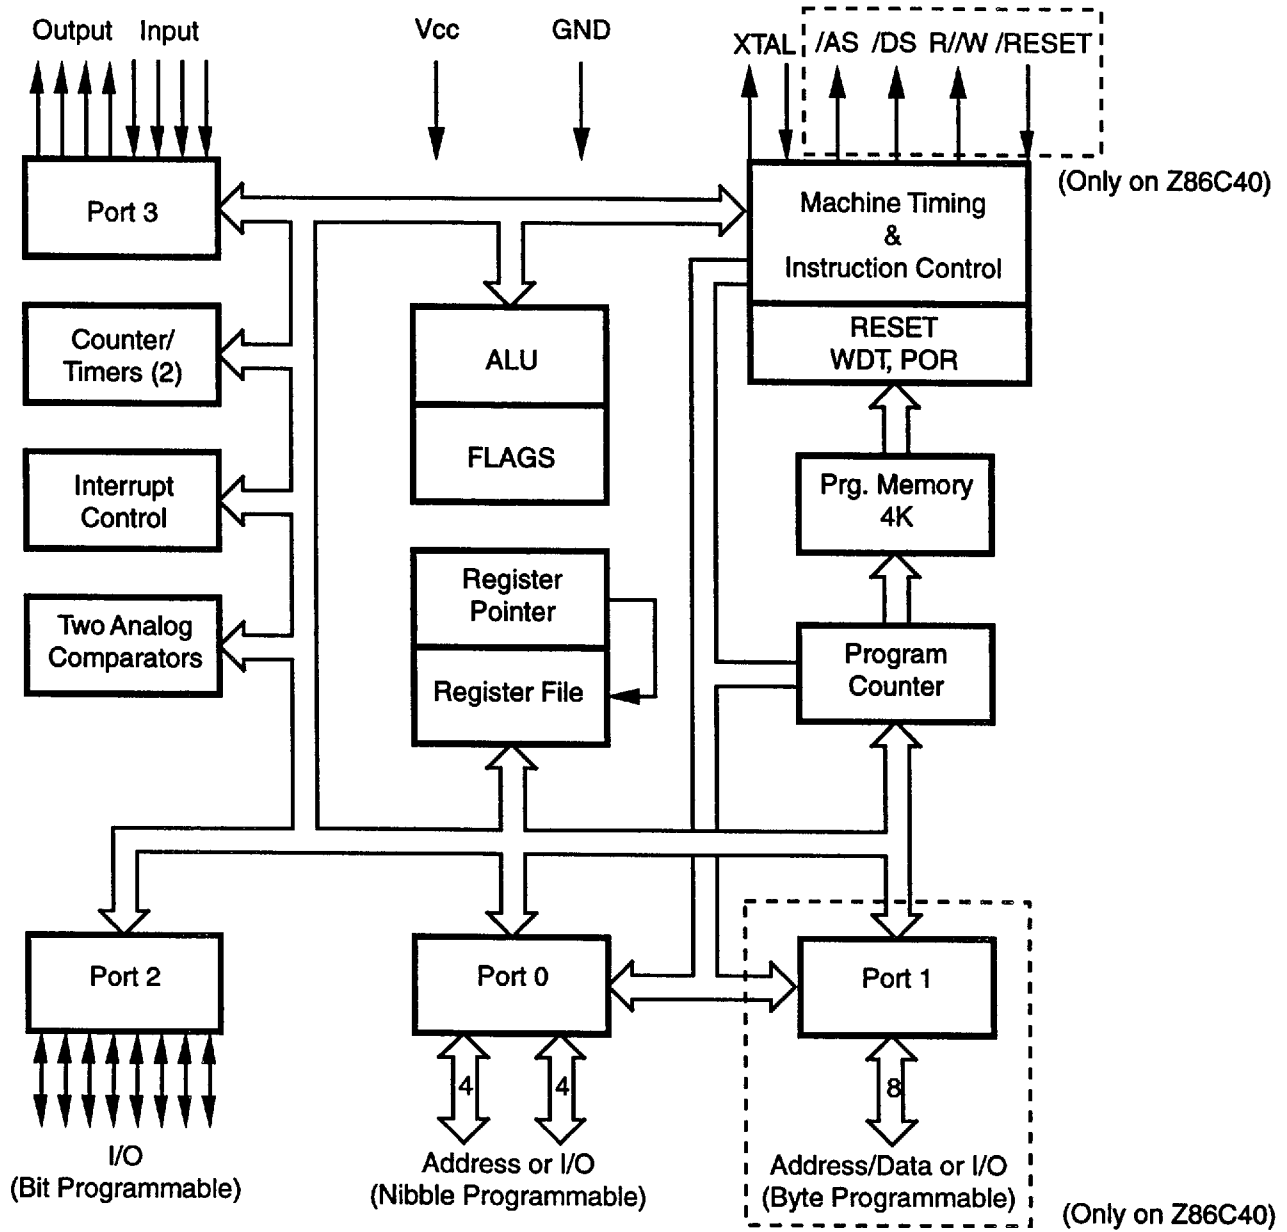 Output Input
Vcc
GND
XTAL
/AS /DS R//W /RESET
(Only on Z86C40)
Port 3
Machine Timing
&
Instruction Control
RESET
WDT, POR
Counter/
Timers (2)
ALU
FLAGS
Interrupt
Control
Prg. Memory
4K
Two Analog
Comparators
Register
Pointer
Register File
Program
Counter
Port 2
Port 0
Port 1
4
4
8
I/O
(Bit Programmable)
Address or I/O
(Nibble Programmable)
Address/Data or I/O
(Byte Programmable)
(Only on Z86C40)